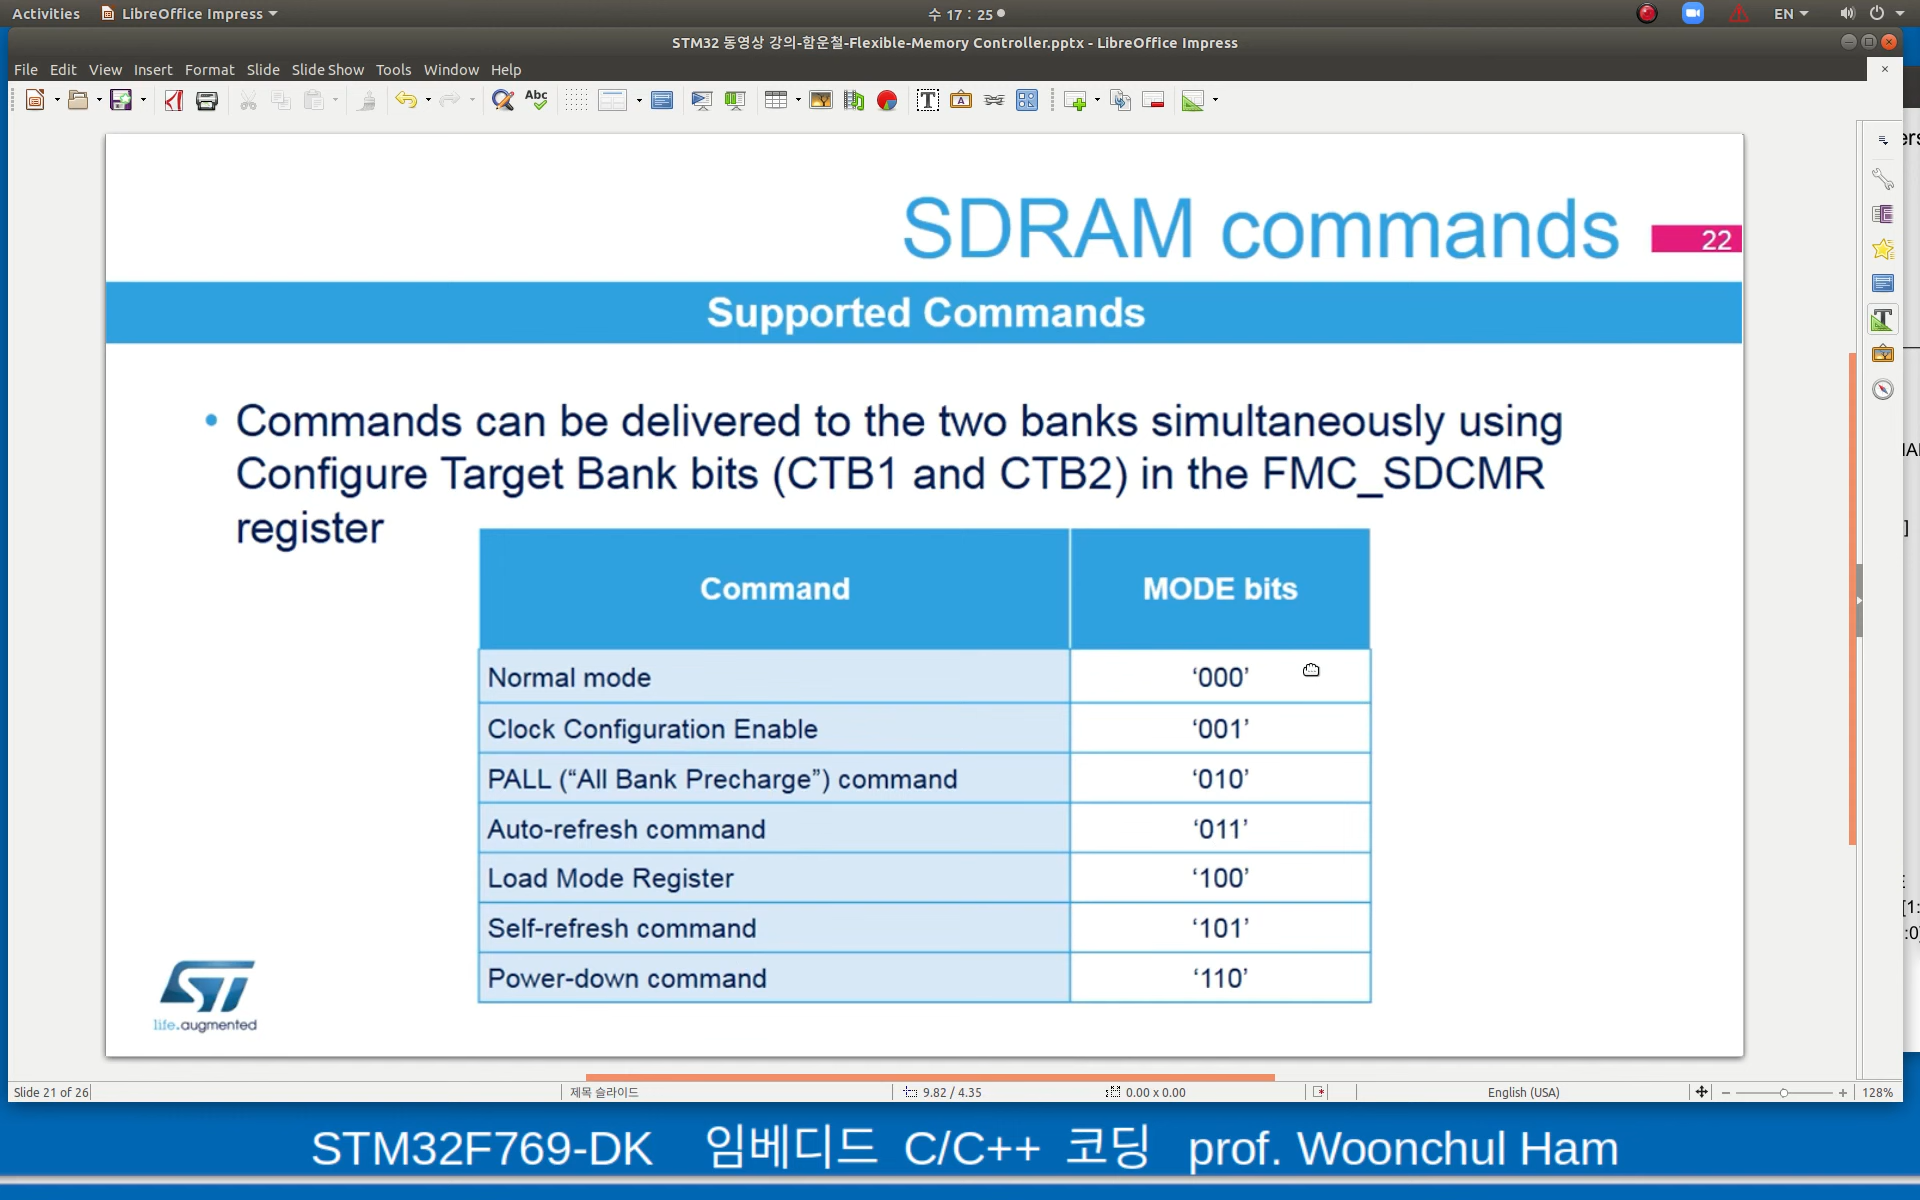 Activities LibreOffice Impress 수 17 : 25 EN
STM32 동영상 강의-함운철-Flexible-Memory Controller.pptx - LibreOffice Impress
File Edit View Insert Format Slide Slide Show Tools Window Help
Abc
SDRAM commands
22
Supported Commands
• Commands can be delivered to the two banks simultaneously using
Configure Target Bank bits (CTB1 and CTB2) in the FMC_SDCMR
register
Command MODE bits
Normal mode ‘000’
Clock Configuration Enable ‘001’
PALL (“All Bank Precharge”) command ‘010’
Auto-refresh command ‘011’
Load Mode Register ‘100’
Self-refresh command ‘101’
Power-down command ‘110’
ST
life.augmented
Slide 21 of 26 제목 슬라이드 9.82 / 4.35 0.00 x 0.00 English (USA) 128%
STM32F769-DK 임베디드 C/C++ 코딩 prof. Woonchul Ham